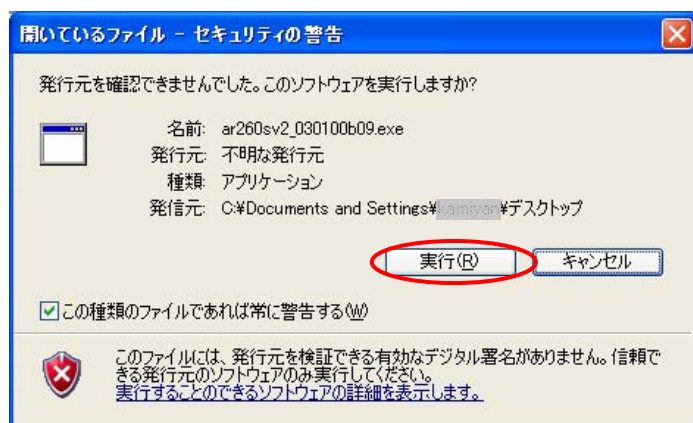 開いているファイル － セキュリティの警告
発行元を確認できませんでした。このソフトウェアを実行しますか?
名前: ar260sv2_030100b09.exe
発行元: 不明な発行元
種類: アプリケーション
発信元: C:¥Documents and Settings¥ ¥デスクトップ
実行(R) キャンセル
この種類のファイルであれば常に警告する(W)
このファイルには、発行元を検証できる有効なデジタル署名がありません。信頼で
きる発行元のソフトウェアのみ実行してください。
実行することのできるソフトウェアの詳細を表示します。